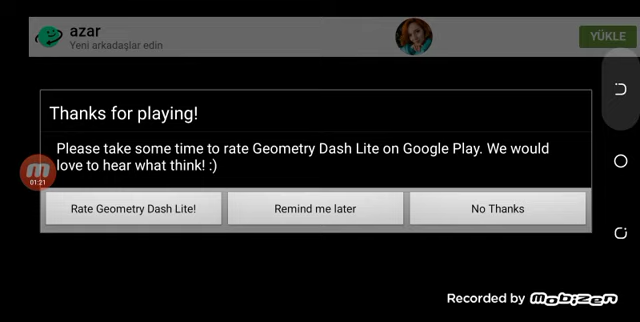 azar
Yeni arkadaşlar edin
YÜKLE
Thanks for playing!
Please take some time to rate Geometry Dash Lite on Google Play. We would
love to hear what think! :)
01:21
Rate Geometry Dash Lite!
Remind me later
No Thanks
Recorded by mobizen